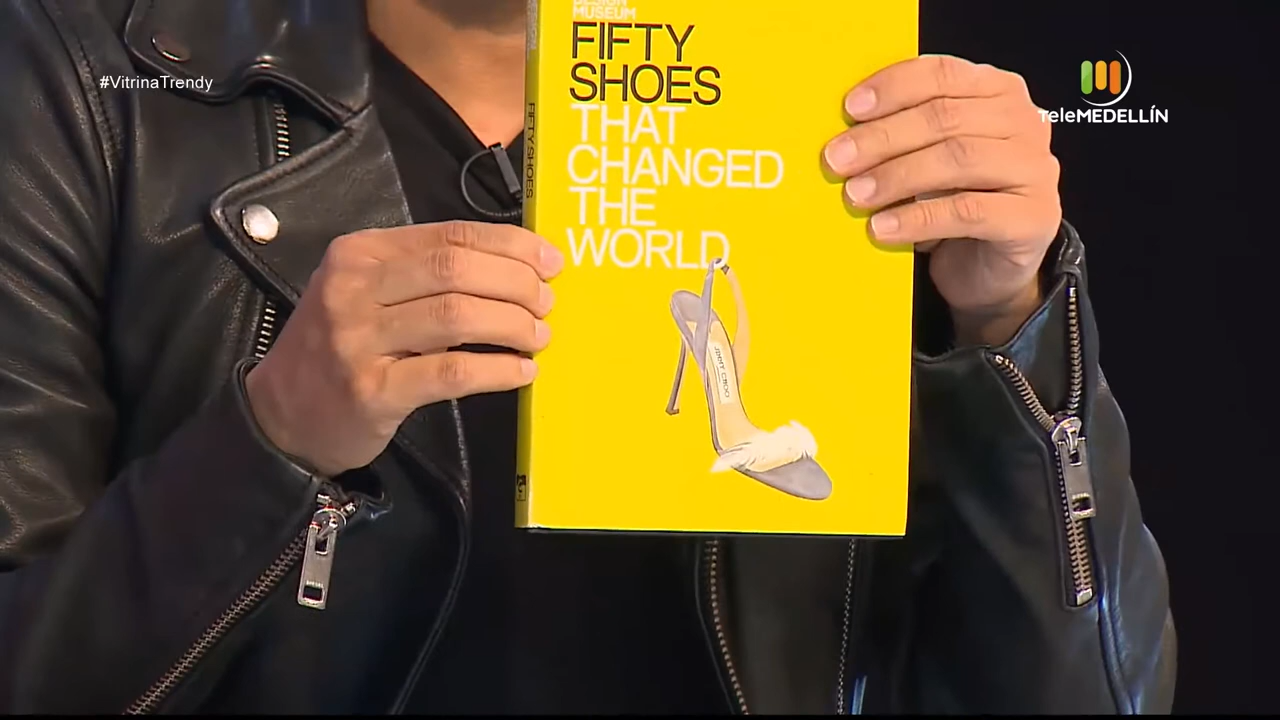 #VitrinaTrendy
DESIGN
MUSEUM
FIFTY
SHOES
THAT
CHANGED
THE
WORLD
FIFTY SHOES
JIMMY CHOO
TeleMEDELLÍN